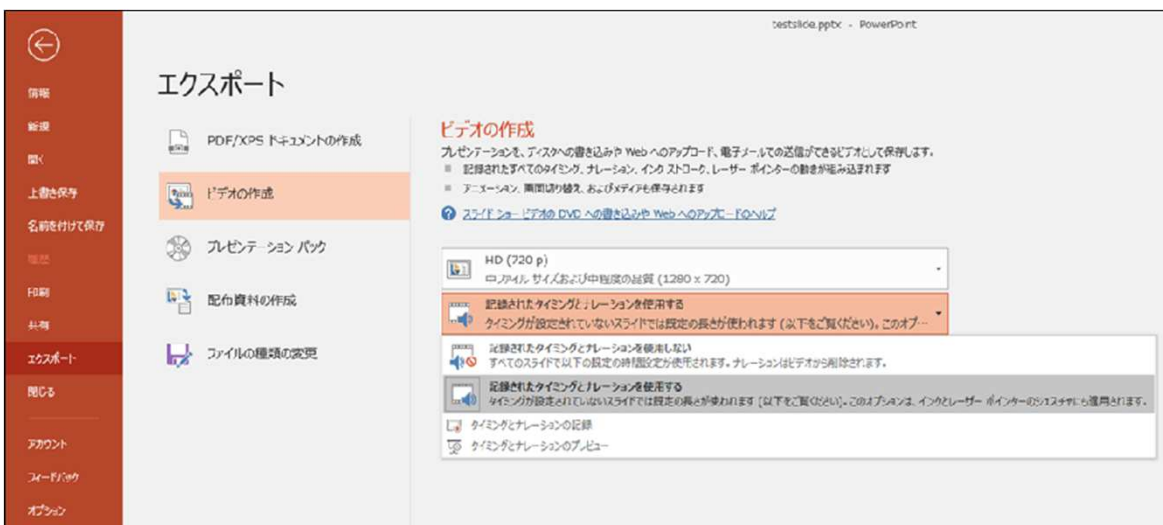 testslide.pptx - PowerPoint
情報
新規
開く
上書き保存
名前を付けて保存
履歴
印刷
共有
エクスポート
閉じる
アカウント
フィードバック
オプション
エクスポート
PDF/XPS ドキュメントの作成
ビデオの作成
プレゼンテーション パック
配布資料の作成
ファイルの種類の変更
ビデオの作成
プレゼンテーションを、ディスクへの書き込みや Web へのアップロード、電子メールでの送信ができるビデオとして保存します。
記録されたすべてのタイミング、ナレーション、インク ストローク、レーザー ポインターの動きが組み込まれます
アニメーション、画面切り替え、およびメディアも保存されます
スライド ショー ビデオの DVD への書き込みや Web へのアップロードのヘルプ
HD (720 p)
中ファイル サイズおよび中程度の品質 (1280 x 720)
記録されたタイミングとナレーションを使用する
タイミングが設定されていないスライドでは既定の長さが使われます (以下をご覧ください)。このオプ…
記録されたタイミングとナレーションを使用しない
すべてのスライドで以下の既定の時間設定が使用されます。ナレーションはビデオから削除されます。
記録されたタイミングとナレーションを使用する
タイミングが設定されていないスライドでは既定の長さが使われます (以下をご覧ください)。このオプションは、インクとレーザー ポインターのジェスチャにも適用されます。
タイミングとナレーションの記録
タイミングとナレーションのプレビュー